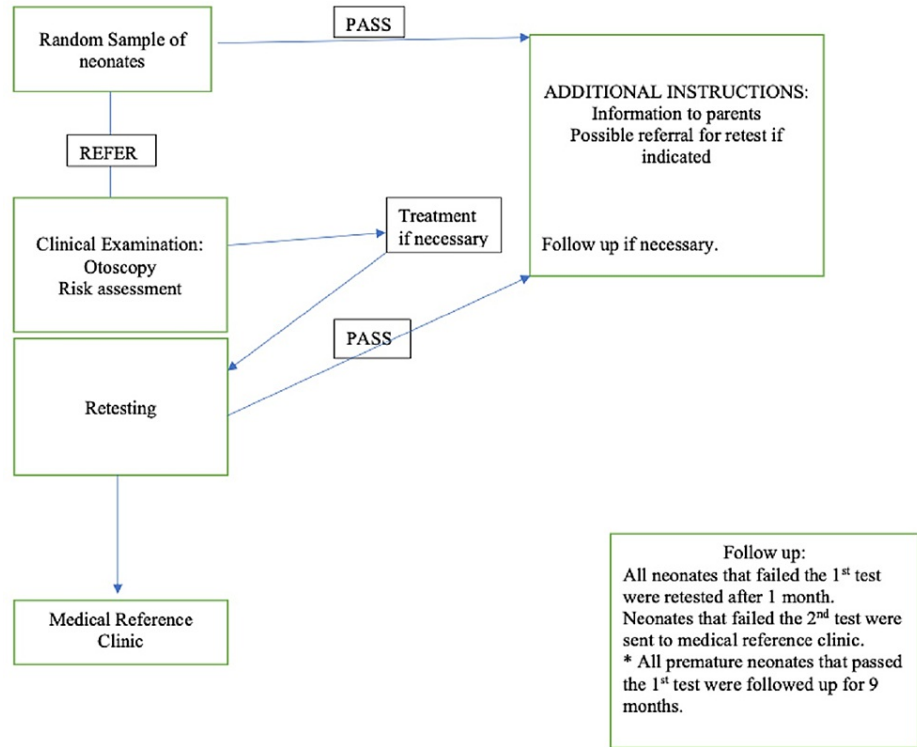 PASS
Random Sample of
neonates
ADDITIONAL INSTRUCTIONS:
Information to parents
Possible referral for retest if
indicated
Follow up if necessary.
REFER
Clinical Examination:
Otoscopy
Risk assessment
Treatment
if necessary
PASS
Retesting
Medical Reference
Clinic
Follow up:
All neonates that failed the 1st test
were retested after 1 month.
Neonates that failed the 2nd test were
sent to medical reference clinic.
* All premature neonates that passed
the 1st test were followed up for 9
months.